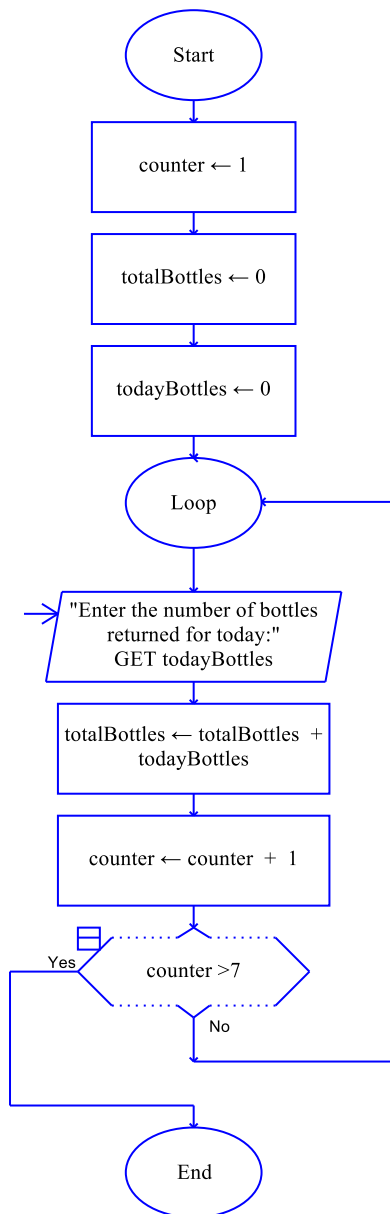 Start
counter ← 1
totalBottles ← 0
todayBottles ← 0
Loop
"Enter the number of bottles
returned for today:"
GET todayBottles
totalBottles ← totalBottles +
todayBottles
counter ← counter + 1
Yes
counter >7
No
End